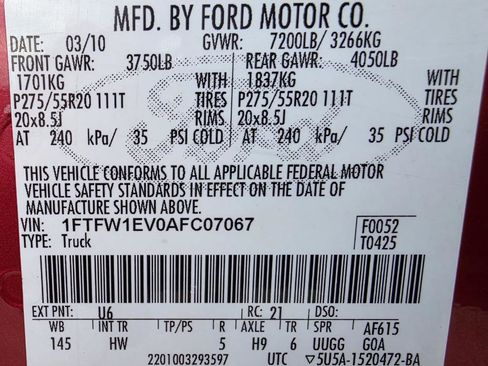 MFD. BY FORD MOTOR CO.
DATE: 03/10 GVWR: 7200LB/ 3266KG
FRONT GAWR: 3750LB REAR GAWR: 4050LB
1701KG WITH 1837KG WITH
P275/55R20 111T TIRES P275/55R20 111T TIRES
20x8.5J RIMS 20x8.5J RIMS
AT 240 kPa/ 35 PSI COLD AT 240 kPa/ 35 PSI COLD
THIS VEHICLE CONFORMS TO ALL APPLICABLE FEDERAL MOTOR
VEHICLE SAFETY STANDARDS IN EFFECT ON THE DATE OF
MANUFACTURE SHOWN ABOVE.
VIN: 1FTFW1EV0AFC07067 F0052
TYPE: Truck T0425
EXT PNT: U6 RC: 21 DSO:
WB INT TR TP/PS R AXLE TR SPR AF615
145 HW 5 H9 6 UUGG G0A
2201003293597 UTC 5U5A-1520472-BA